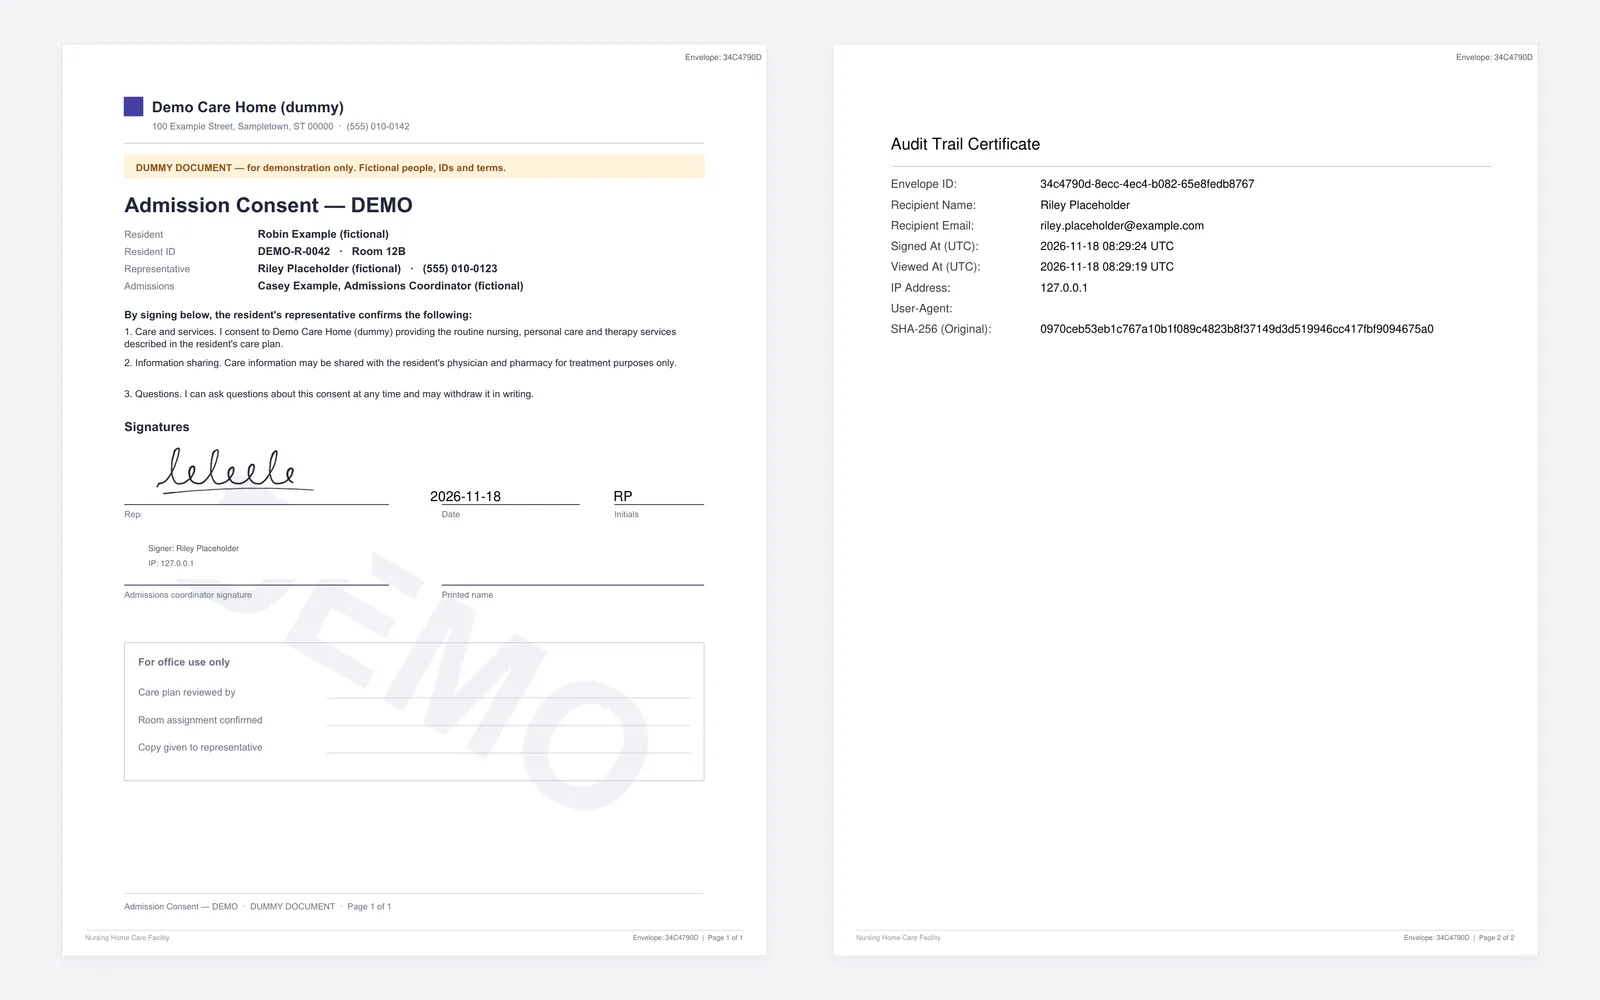 Envelope: 34C4790D
Demo Care Home (dummy)
100 Example Street, Sampletown, ST 00000 · (555) 010-0142
DUMMY DOCUMENT — for demonstration only. Fictional people, IDs and terms.
Admission Consent — DEMO
Resident Robin Example (fictional)
Resident ID DEMO-R-0042 · Room 12B
Representative Riley Placeholder (fictional) · (555) 010-0123
Admissions Casey Example, Admissions Coordinator (fictional)
By signing below, the resident's representative confirms the following:
1. Care and services. I consent to Demo Care Home (dummy) providing the routine nursing, personal care and therapy services
described in the resident's care plan.
2. Information sharing. Care information may be shared with the resident's physician and pharmacy for treatment purposes only.
3. Questions. I can ask questions about this consent at any time and may withdraw it in writing.
Signatures
2026-11-18 RP
Rep Date Initials
Signer: Riley Placeholder
IP: 127.0.0.1
Admissions coordinator signature Printed name
DEMO
For office use only
Care plan reviewed by
Room assignment confirmed
Copy given to representative
Admission Consent — DEMO · DUMMY DOCUMENT · Page 1 of 1
Nursing Home Care Facility Envelope: 34C4790D | Page 1 of 1
Envelope: 34C4790D
Audit Trail Certificate
Envelope ID: 34c4790d-8ecc-4ec4-b082-65e8fedb8767
Recipient Name: Riley Placeholder
Recipient Email: riley.placeholder@example.com
Signed At (UTC): 2026-11-18 08:29:24 UTC
Viewed At (UTC): 2026-11-18 08:29:19 UTC
IP Address: 127.0.0.1
User-Agent:
SHA-256 (Original): 0970ceb53eb1c767a10b1f089c4823b8f37149d3d519946cc417fbf9094675a0
Nursing Home Care Facility Envelope: 34C4790D | Page 2 of 2